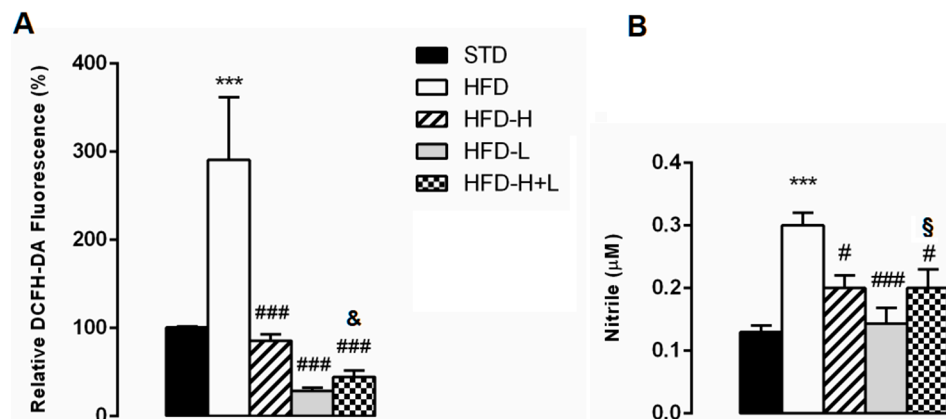 A
Relative DCFH-DA Fluorescence (%)
400
300
200
100
0
***
###
###
&
###
STD
HFD
HFD-H
HFD-L
HFD-H+L
B
Nitrile (μM)
0.4
0.3
0.2
0.1
0.0
***
#
###
§
#